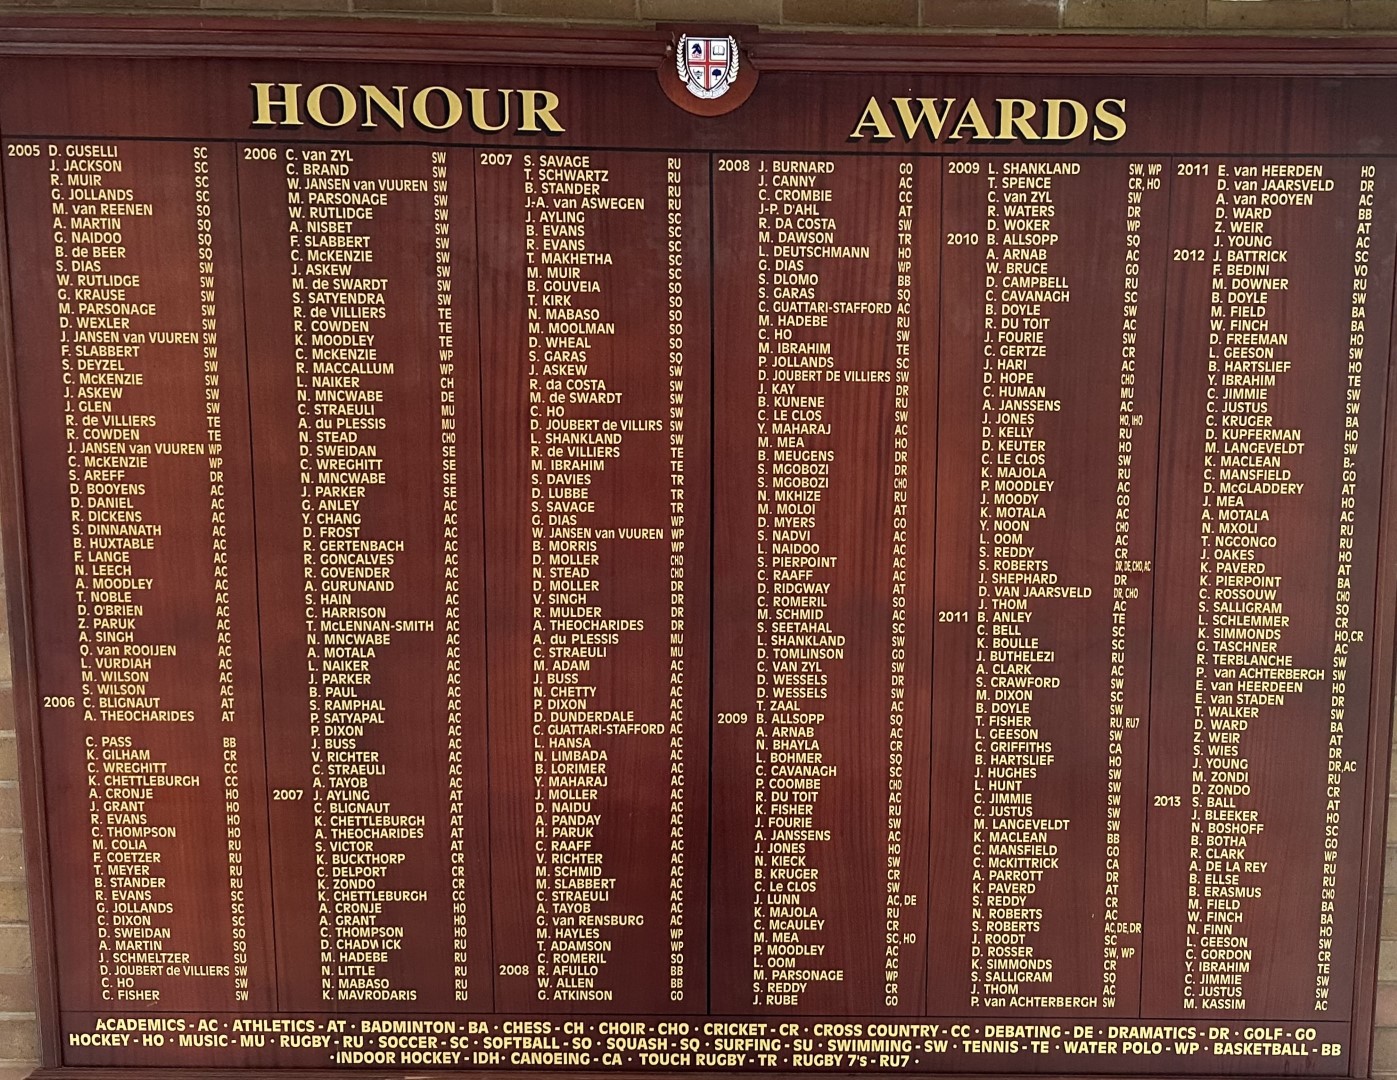 HONOUR AWARDS
2005 D. GUSELLI SC
J. JACKSON SC
R. MUIR SC
G. JOLLANDS SC
M. van REENEN SO
A. MARTIN SQ
G. NAIDOO SQ
B. de BEER SQ
S. DIAS SW
W. RUTLIDGE SW
G. KRAUSE SW
M. PARSONAGE SW
D. WEXLER SW
J. JANSEN van VUUREN SW
F. SLABBERT SW
S. DEYZEL SW
C. McKENZIE SW
J. ASKEW SW
J. GLEN SW
R. de VILLIERS TE
R. COWDEN TE
J. JANSEN van VUUREN WP
C. McKENZIE WP
S. AREFF DR
D. BOOYENS AC
D. DANIEL AC
R. DICKENS AC
S. DINNANATH AC
B. HUXTABLE AC
F. LANGE AC
N. LEECH AC
A. MOODLEY AC
T. NOBLE AC
D. O'BRIEN AC
Z. PARUK AC
A. SINGH AC
Q. van ROOIJEN AC
L. VURDIAH AC
M. WILSON AC
S. WILSON AC
2006 C. BLIGNAUT AT
A. THEOCHARIDES AT
C. PASS BB
K. GILHAM CR
C. WREGHITT CC
K. CHETTLEBURGH CC
A. CRONJE HO
J. GRANT HO
R. EVANS HO
C. THOMPSON HO
M. COLIA RU
F. COETZER RU
T. MEYER RU
B. STANDER RU
R. EVANS SC
G. JOLLANDS SC
C. DIXON SC
D. SWEIDAN SO
A. MARTIN SQ
J. SCHMELTZER SU
D. JOUBERT de VILLIERS SW
C. HO SW
C. FISHER SW
2006 C. van ZYL SW
C. BRAND SW
W. JANSEN van VUUREN SW
M. PARSONAGE SW
W. RUTLIDGE SW
A. NISBET SW
F. SLABBERT SW
C. McKENZIE SW
J. ASKEW SW
M. de SWARDT SW
S. SATYENDRA SW
R. de VILLIERS TE
R. COWDEN TE
K. MOODLEY TE
C. McKENZIE WP
R. MACCALLUM WP
L. NAIKER CH
N. MNCWABE DE
C. STRAEULI MU
A. du PLESSIS MU
N. STEAD CHO
D. SWEIDAN SE
C. WREGHITT SE
N. MNCWABE SE
J. PARKER SE
G. ANLEY AC
Y. CHANG AC
D. FROST AC
R. GERTENBACH AC
R. GONCALVES AC
R. GOVENDER AC
A. GURUNAND AC
S. HAIN AC
C. HARRISON AC
T. McLENNAN-SMITH AC
N. MNCWABE AC
A. MOTALA AC
L. NAIKER AC
J. PARKER AC
B. PAUL AC
S. RAMPHAL AC
P. SATYAPAL AC
P. DIXON AC
J. BUSS AC
V. RICHTER AC
C. STRAEULI AC
A. TAYOB AC
2007 J. AYLING AT
C. BLIGNAUT AT
K. CHETTLEBURGH AT
A. THEOCHARIDES AT
S. VICTOR AT
K. BUCKTHORP CR
C. DELPORT CR
K. ZONDO CR
K. CHETTLEBURGH CC
A. CRONJE HO
A. GRANT HO
C. THOMPSON HO
D. CHADWICK RU
M. HADEBE RU
N. LITTLE RU
N. MABASO RU
K. MAVRODARIS RU
2007 S. SAVAGE RU
T. SCHWARTZ RU
B. STANDER RU
J-A. van ASWEGEN RU
J. AYLING SC
B. EVANS SC
R. EVANS SC
T. MAKHETHA SC
M. MUIR SC
B. GOUVEIA SO
T. KIRK SO
N. MABASO SO
M. MOOLMAN SO
D. WHEAL SO
S. GARAS SQ
J. ASKEW SW
R. da COSTA SW
M. de SWARDT SW
C. HO SW
D. JOUBERT de VILLIRS SW
L. SHANKLAND SW
R. de VILLIERS TE
M. IBRAHIM TE
S. DAVIES TR
D. LUBBE TR
S. SAVAGE TR
G. DIAS WP
W. JANSEN van VUUREN WP
B. MORRIS WP
D. MOLLER CHO
N. STEAD CHO
D. MOLLER DR
V. SINGH DR
R. MULDER DR
A. THEOCHARIDES DR
A. du PLESSIS MU
C. STRAEULI MU
M. ADAM AC
J. BUSS AC
N. CHETTY AC
P. DIXON AC
D. DUNDERDALE AC
C. GUATTARI-STAFFORD AC
L. HANSA AC
N. LIMBADA AC
B. LORIMER AC
Y. MAHARAJ AC
J. MOLLER AC
D. NAIDU AC
A. PANDAY AC
H. PARUK AC
C. RAAFF AC
V. RICHTER AC
M. SCHMID AC
M. SLABBERT AC
C. STRAEULI AC
A. TAYOB AC
G. van RENSBURG AC
M. HAYLES WP
T. ADAMSON WP
C. ROMERIL SO
2008 R. AFULLO BB
W. ALLEN BB
G. ATKINSON GO
2008 J. BURNARD GO
J. CANNY AC
C. CROMBIE CC
J-P. D'AHL AT
R. DA COSTA SW
M. DAWSON TR
L. DEUTSCHMANN HO
G. DIAS WP
S. DLOMO BB
S. GARAS SQ
C. GUATTARI-STAFFORD AC
M. HADEBE RU
C. HO SW
M. IBRAHIM TE
P. JOLLANDS SC
D. JOUBERT DE VILLIERS SW
J. KAY DR
B. KUNENE RU
C. LE CLOS SW
Y. MAHARAJ AC
M. MEA HO
B. MEUGENS DR
S. MGOBOZI DR
S. MGOBOZI CHO
N. MKHIZE RU
M. MOLOI AT
D. MYERS GO
S. NADVI AC
L. NAIDOO AC
S. PIERPOINT AC
C. RAAFF AC
D. RIDGWAY AT
C. ROMERIL SO
M. SCHMID AC
S. SEETAHAL SC
L. SHANKLAND SW
D. TOMLINSON GO
C. VAN ZYL SW
D. WESSELS DR
D. WESSELS SW
T. ZAAL AC
2009 B. ALLSOPP SQ
A. ARNAB AC
N. BHAYLA CR
L. BOHMER SQ
C. CAVANAGH SC
P. COOMBE CHO
R. DU TOIT AC
K. FISHER RU
J. FOURIE SW
A. JANSSENS AC
J. JONES HO
N. KIECK SW
B. KRUGER CR
C. Le CLOS SW
J. LUNN AC, DE
K. MAJOLA RU
C. McAULEY CR
M. MEA SC, HO
P. MOODLEY AC
L. OOM AC
M. PARSONAGE WP
S. REDDY CR
J. RUBE GO
2009 L. SHANKLAND SW, WP
T. SPENCE CR, HO
C. van ZYL SW
R. WATERS DR
D. WOKER WP
2010 B. ALLSOPP SQ
A. ARNAB AC
W. BRUCE GO
D. CAMPBELL RU
C. CAVANAGH SC
B. DOYLE SW
R. DU TOIT AC
J. FOURIE SW
C. GERTZE CR
J. HARI AC
D. HOPE CHO
C. HUMAN MU
A. JANSSENS AC
J. JONES HO, IHO
D. KELLY RU
D. KEUTER HO
C. LE CLOS SW
K. MAJOLA RU
P. MOODLEY AC
J. MOODY GO
K. MOTALA AC
Y. NOON CHO
L. OOM AC
S. REDDY CR
S. ROBERTS DR, DE, CHO, AC
J. SHEPHARD DR
D. VAN JAARSVELD DR, CHO
J. THOM AC
2011 B. ANLEY TE
C. BELL SC
K. BOULLE SC
J. BUTHELEZI RU
A. CLARK AC
S. CRAWFORD SW
M. DIXON SC
B. DOYLE SW
T. FISHER RU, RU7
L. GEESON SW
C. GRIFFITHS CA
B. HARTSLIEF HO
J. HUGHES SW
L. HUNT SW
C. JIMMIE SW
C. JUSTUS SW
M. LANGEVELDT SW
K. MACLEAN BB
C. MANSFIELD GO
C. McKITTRICK CA
A. PARROTT DR
K. PAVERD AT
S. REDDY CR
N. ROBERTS AC
S. ROBERTS AC, DE, DR
J. ROODT SC
D. ROSSER SW, WP
K. SIMMONDS CR
S. SALLIGRAM SQ
J. THOM AC
P. van ACHTERBERGH SW
2011 E. van HEERDEN HO
D. van JAARSVELD DR
A. van ROOYEN AC
D. WARD BB
Z. WEIR AT
J. YOUNG AC
2012 J. BATTRICK SC
F. BEDINI VO
M. DOWNER RU
B. DOYLE SW
M. FIELD BA
W. FINCH BA
D. FREEMAN HO
L. GEESON SW
B. HARTSLIEF HO
Y. IBRAHIM TE
C. JIMMIE SW
C. JUSTUS SW
C. KRUGER BA
D. KUPFERMAN HO
M. LANGEVELDT SW
K. MACLEAN
C. MANSFIELD GO
D. McGLADDERY AT
J. MEA HO
A. MOTALA AC
N. MXOLI RU
T. NGCONGO RU
J. OAKES HO
K. PAVERD AT
K. PIERPOINT BA
C. ROSSOUW CHO
S. SALLIGRAM SQ
L. SCHLEMMER CR
K. SIMMONDS HO,CR
G. TASCHNER AC
R. TERBLANCHE SW
P. van ACHTERBERGH SW
E. van HEERDEEN HO
E. van STADEN DR
T. WALKER SW
D. WARD BA
Z. WEIR AT
S. WIES DR
J. YOUNG DR,AC
M. ZONDI RU
D. ZONDO CR
2013 S. BALL AT
J. BLEEKER HO
N. BOSHOFF SC
B. BOTHA GO
R. CLARK WP
A. DE LA REY RU
B. ELLSE RU
B. ERASMUS CHO
M. FIELD BA
W. FINCH BA
N. FINN HO
L. GEESON SW
C. GORDON CR
Y. IBRAHIM TE
C. JIMMIE SW
C. JUSTUS SW
M. KASSIM AC
ACADEMICS - AC · ATHLETICS - AT · BADMINTON - BA · CHESS - CH · CHOIR - CHO · CRICKET - CR · CROSS COUNTRY - CC · DEBATING - DE · DRAMATICS - DR · GOLF - GO
HOCKEY - HO · MUSIC - MU · RUGBY - RU · SOCCER - SC · SOFTBALL - SO · SQUASH - SQ · SURFING - SU · SWIMMING - SW · TENNIS - TE · WATER POLO - WP · BASKETBALL - BB
·INDOOR HOCKEY - IDH· CANOEING - CA · TOUCH RUGBY - TR · RUGBY 7's - RU7 ·